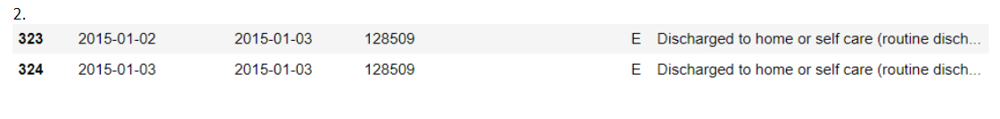 2.
323 2015-01-02 2015-01-03 128509 E Discharged to home or self care (routine disch...
324 2015-01-03 2015-01-03 128509 E Discharged to home or self care (routine disch...